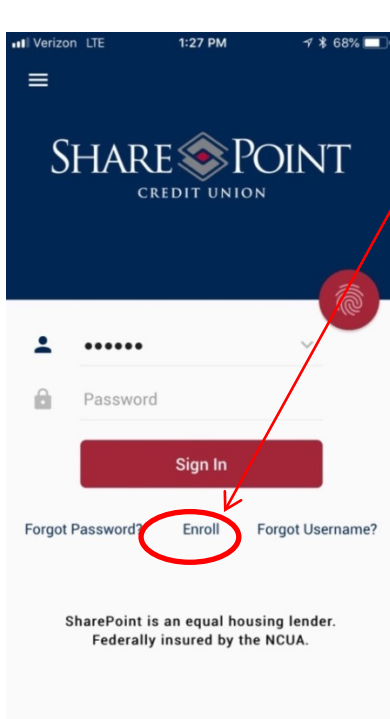 Verizon LTE 1:27 PM 68%
SHARE POINT
CREDIT UNION
Password
Sign In
Forgot Password? Enroll Forgot Username?
SharePoint is an equal housing lender.
Federally insured by the NCUA.